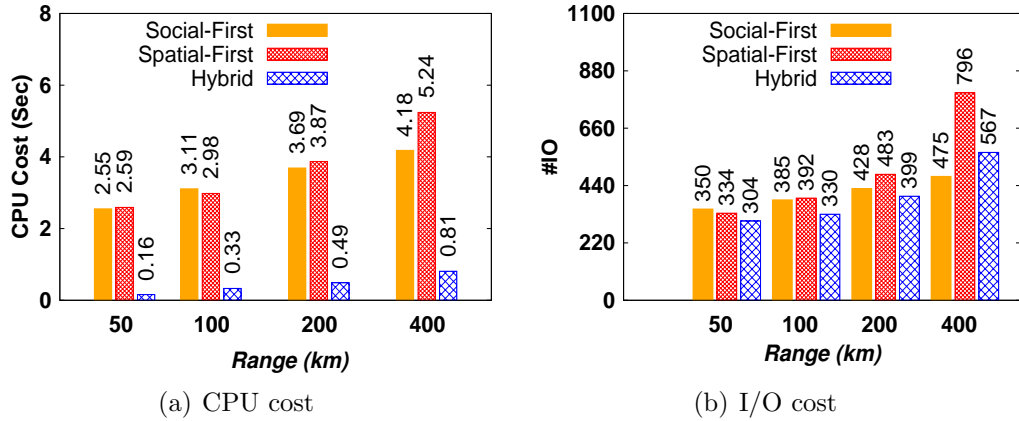 8
6
4
2
0
CPU Cost (Sec)
Social-First
Spatial-First
Hybrid
2.55
2.59
0.16
3.11
2.98
0.33
3.69
3.87
0.49
4.18
5.24
0.81
50 100 200 400
Range (km)
(a) CPU cost
1100
880
660
440
220
0
#IO
Social-First
Spatial-First
Hybrid
350
334
304
385
392
330
428
483
399
475
796
567
50 100 200 400
Range (km)
(b) I/O cost